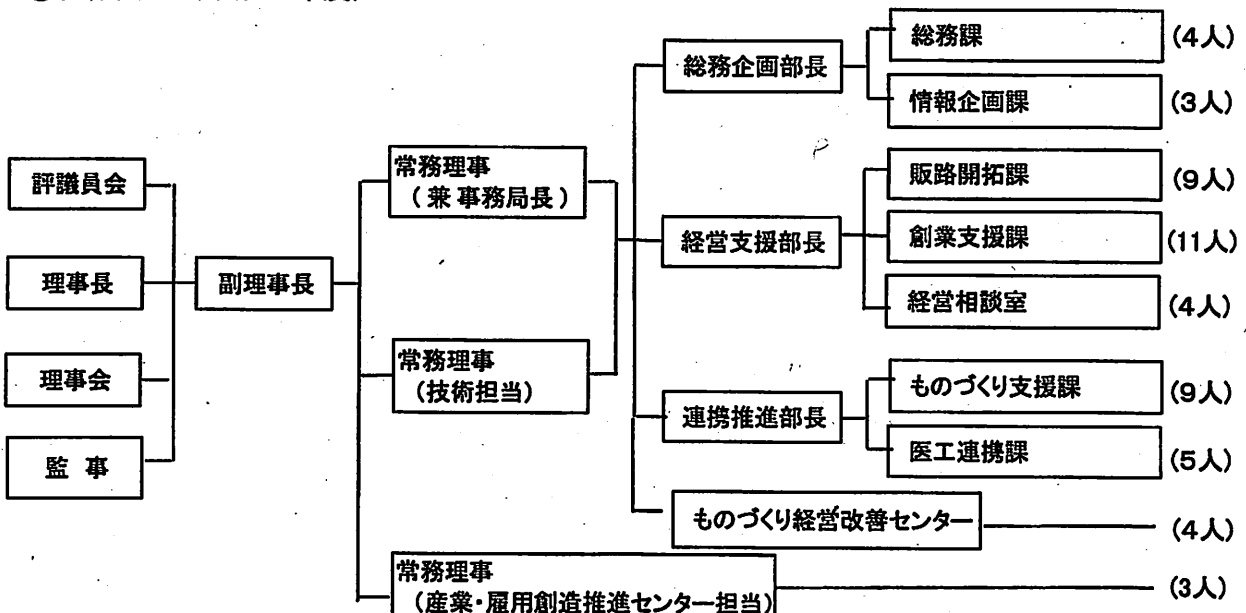 総務課
(4人)
総務企画部長
情報企画課
(3人)
評議員会
常務理事
(兼 事務局長)
販路開拓課
(9人)
理事長
副理事長
経営支援部長
創業支援課
(11人)
経営相談室
(4人)
理事会
常務理事
(技術担当)
ものづくり支援課
(9人)
連携推進部長
監 事
医工連携課
(5人)
ものづくり経営改善センター
(4人)
常務理事
(産業・雇用創造推進センター担当)
(3人)